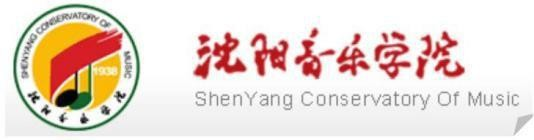 SHENYANG CONSERVATORY OF MUSIC
1938
沈阳音乐学院
沈阳音乐学院
ShenYang Conservatory Of Music